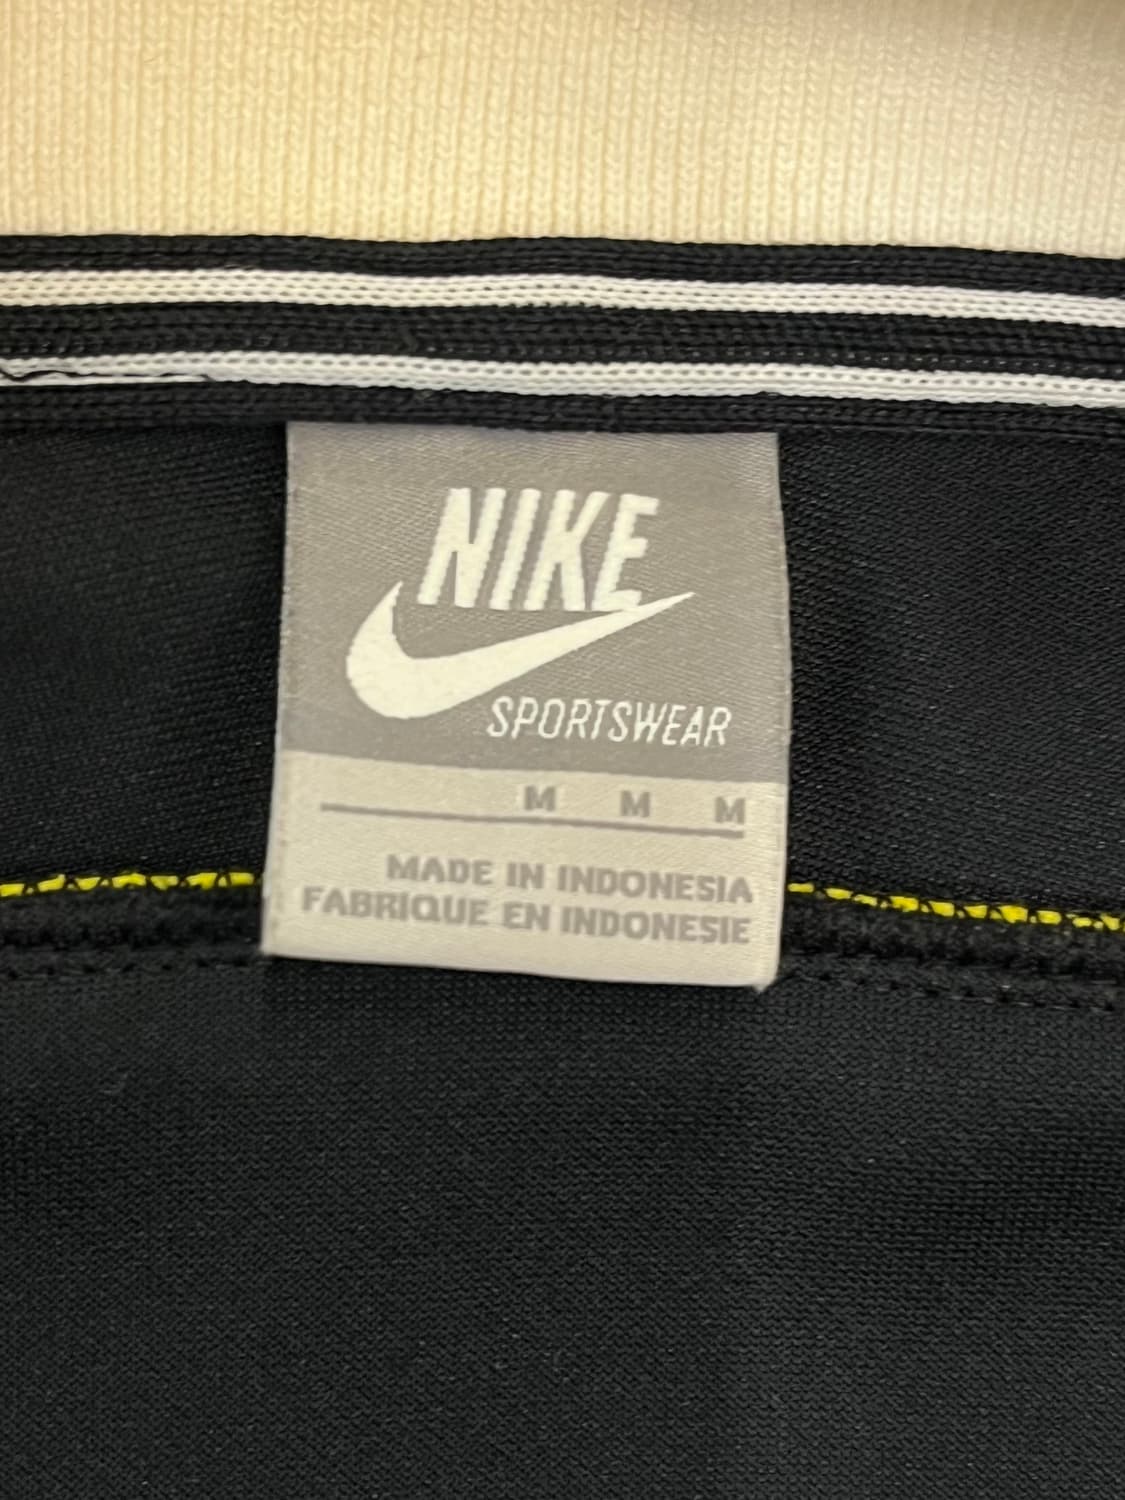 NIKE
SPORTSWEAR
M M M
MADE IN INDONESIA
FABRIQUE EN INDONESIE